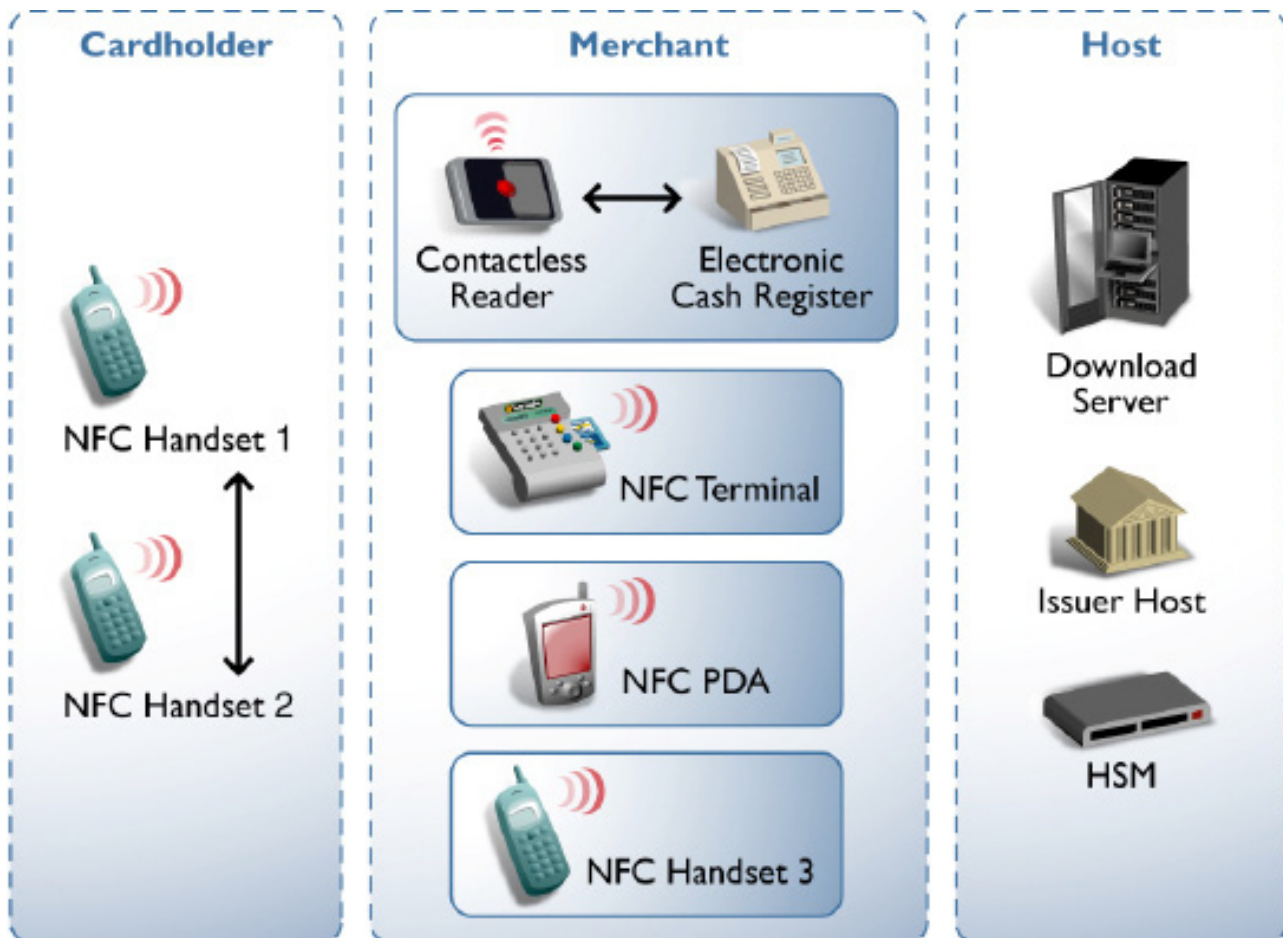 Cardholder
NFC Handset 1
NFC Handset 2
Merchant
Contactless
Reader
Electronic
Cash Register
NFC Terminal
NFC PDA
NFC Handset 3
Host
Download
Server
Issuer Host
HSM